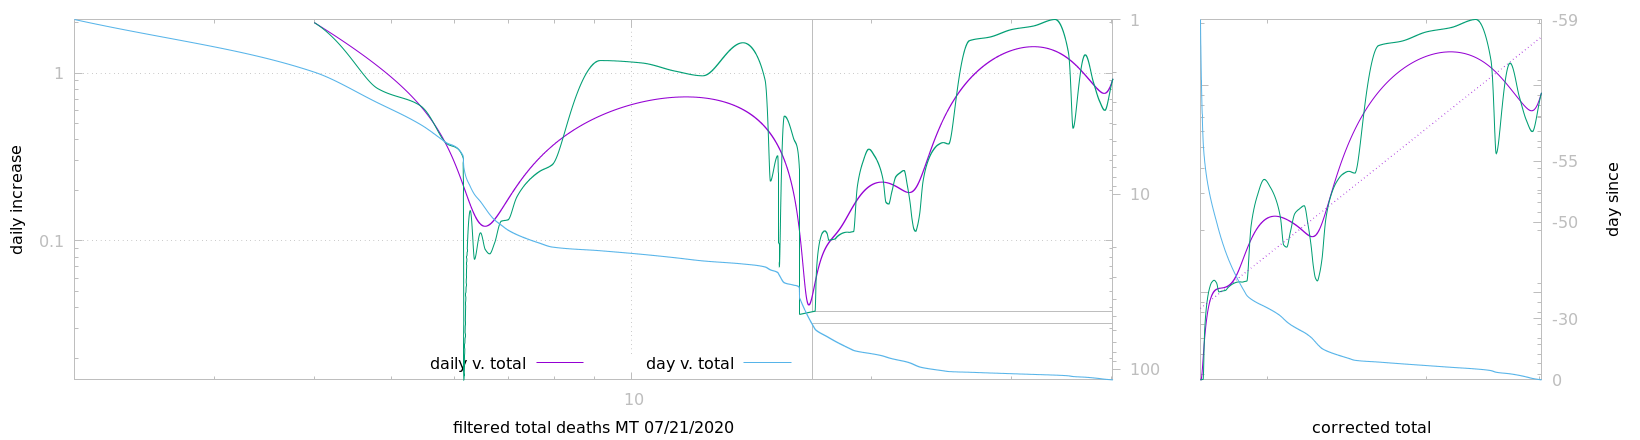 1
0.1
daily increase
daily v. total
day v. total
10
filtered total deaths MT 07/21/2020
1
10
100
-59
-55
-50
-30
0
day since
corrected total